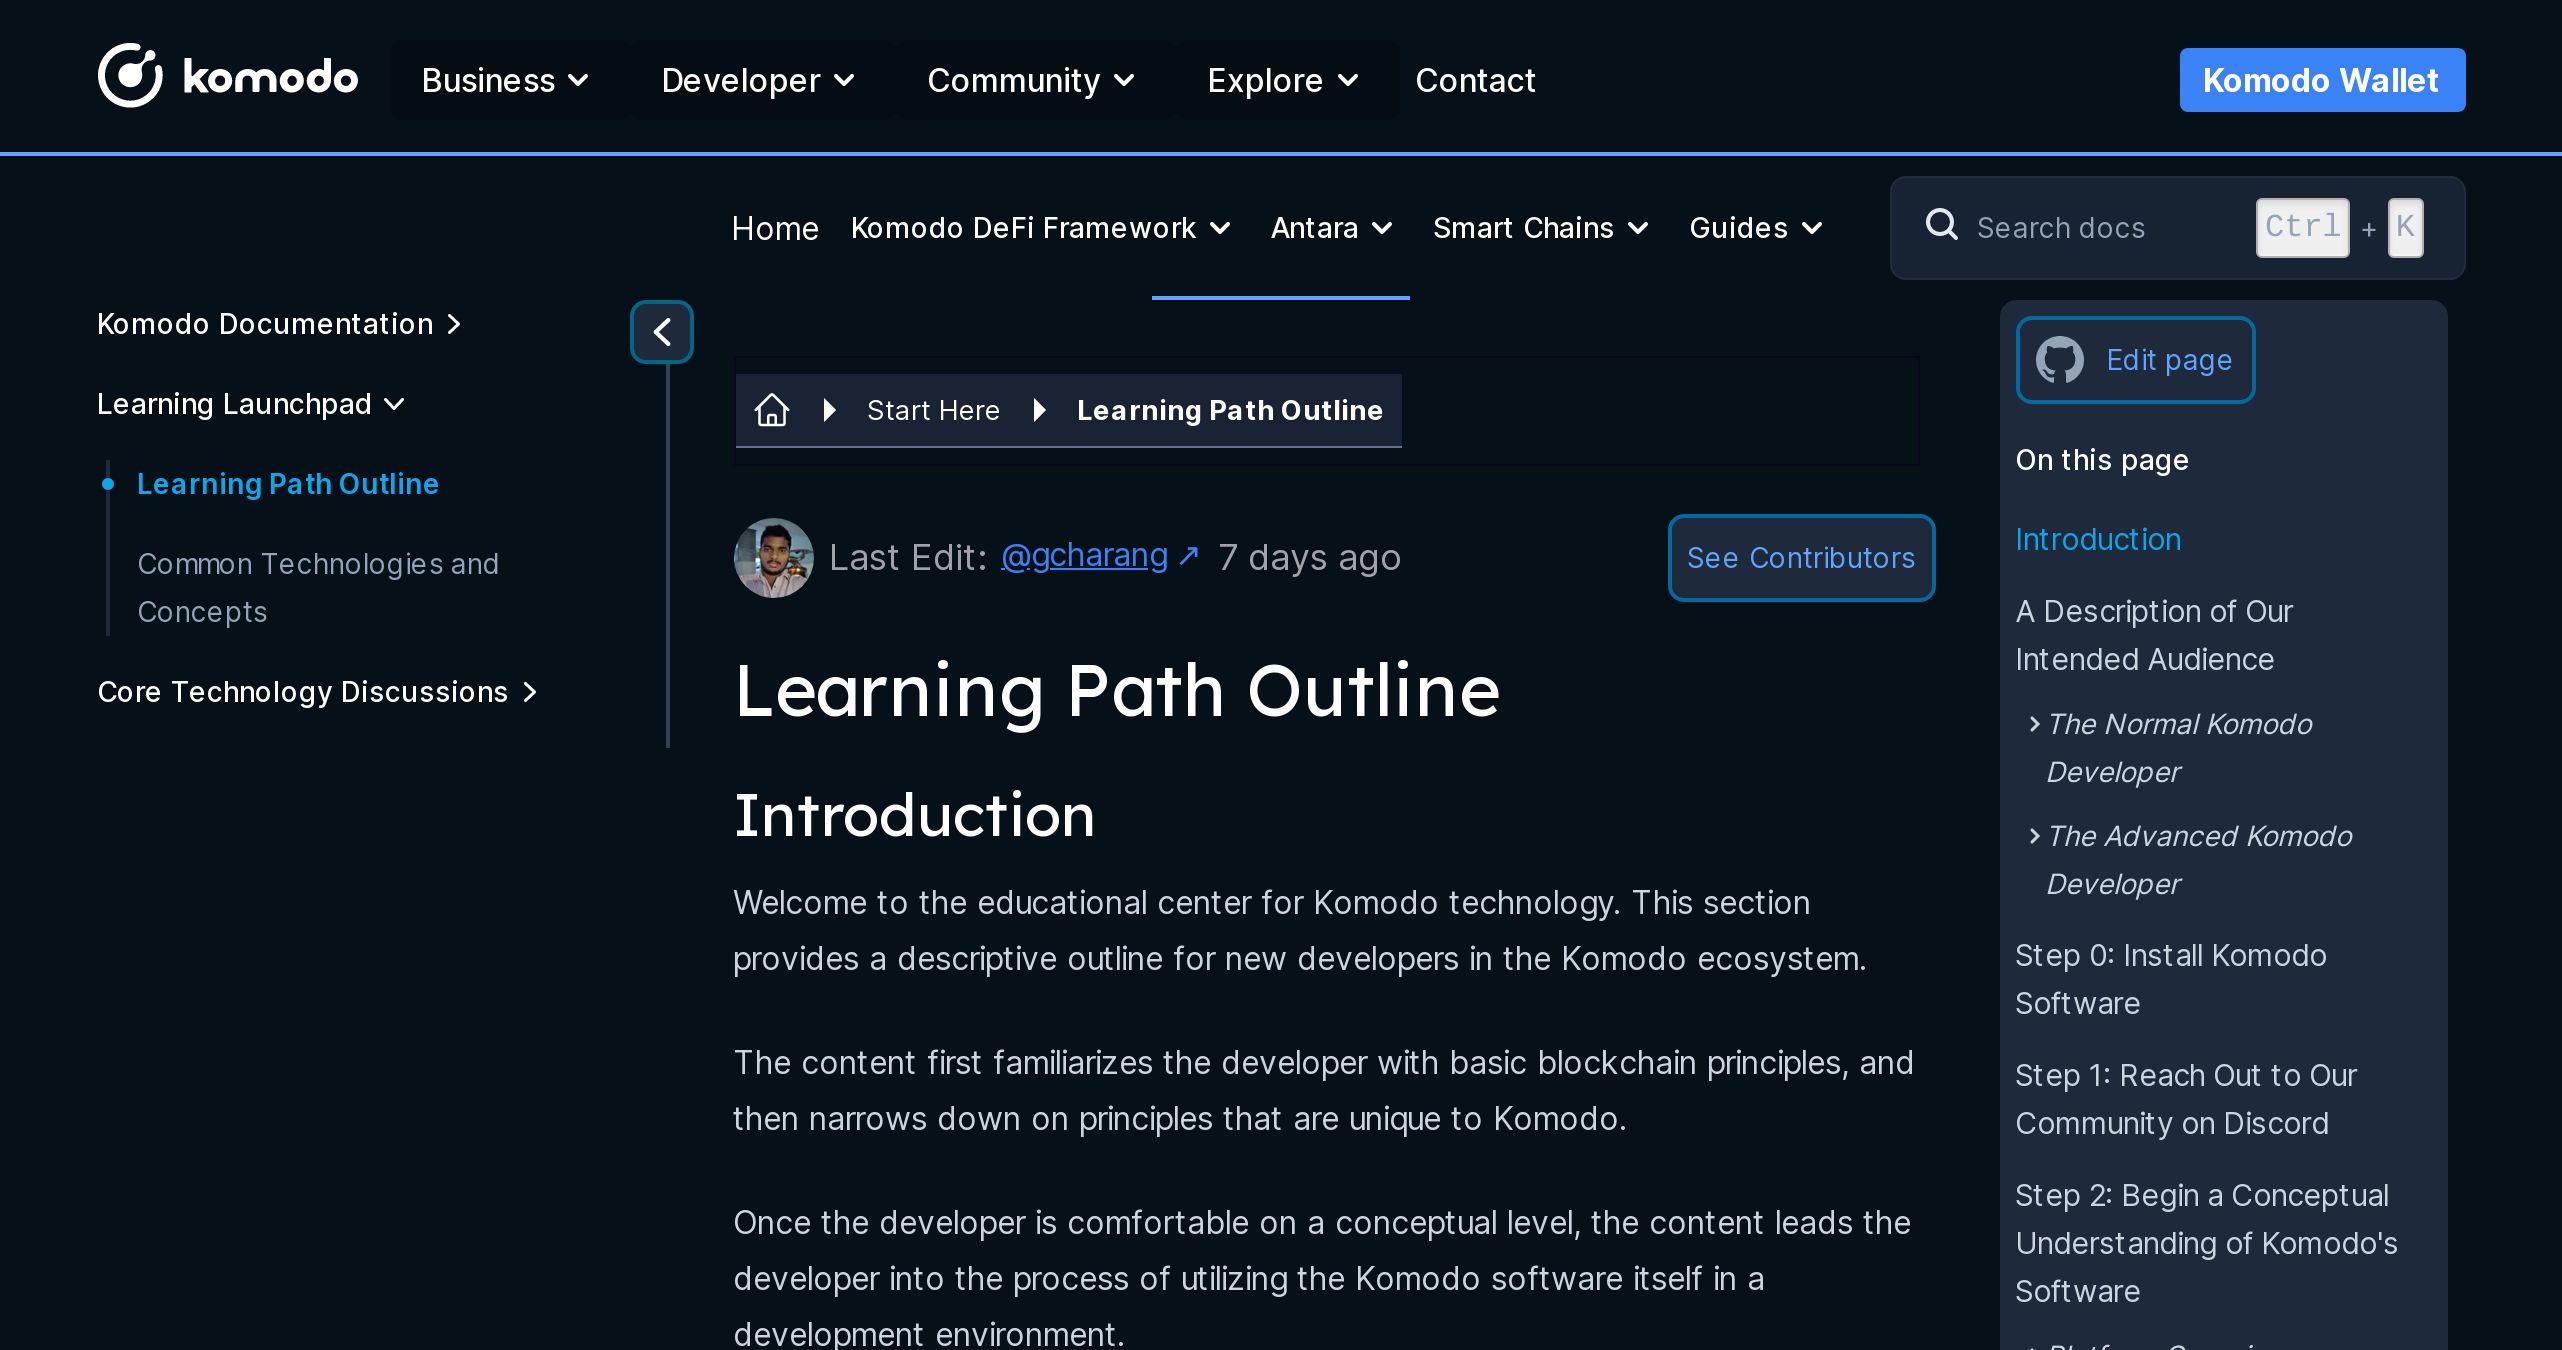 komodo
Business
Developer
Community
Explore
Contact
Komodo Wallet
Home
Komodo DeFi Framework
Antara
Smart Chains
Guides
Search docs
Ctrl + K
Komodo Documentation
Learning Launchpad
Learning Path Outline
Common Technologies and
Concepts
Core Technology Discussions
Start Here
Learning Path Outline
Last Edit: @gcharang ↗ 7 days ago
See Contributors
Learning Path Outline
Introduction
Welcome to the educational center for Komodo technology. This section
provides a descriptive outline for new developers in the Komodo ecosystem.
The content first familiarizes the developer with basic blockchain principles, and
then narrows down on principles that are unique to Komodo.
Once the developer is comfortable on a conceptual level, the content leads the
developer into the process of utilizing the Komodo software itself in a
development environment.
Edit page
On this page
Introduction
A Description of Our
Intended Audience
The Normal Komodo
Developer
The Advanced Komodo
Developer
Step 0: Install Komodo
Software
Step 1: Reach Out to Our
Community on Discord
Step 2: Begin a Conceptual
Understanding of Komodo's
Software